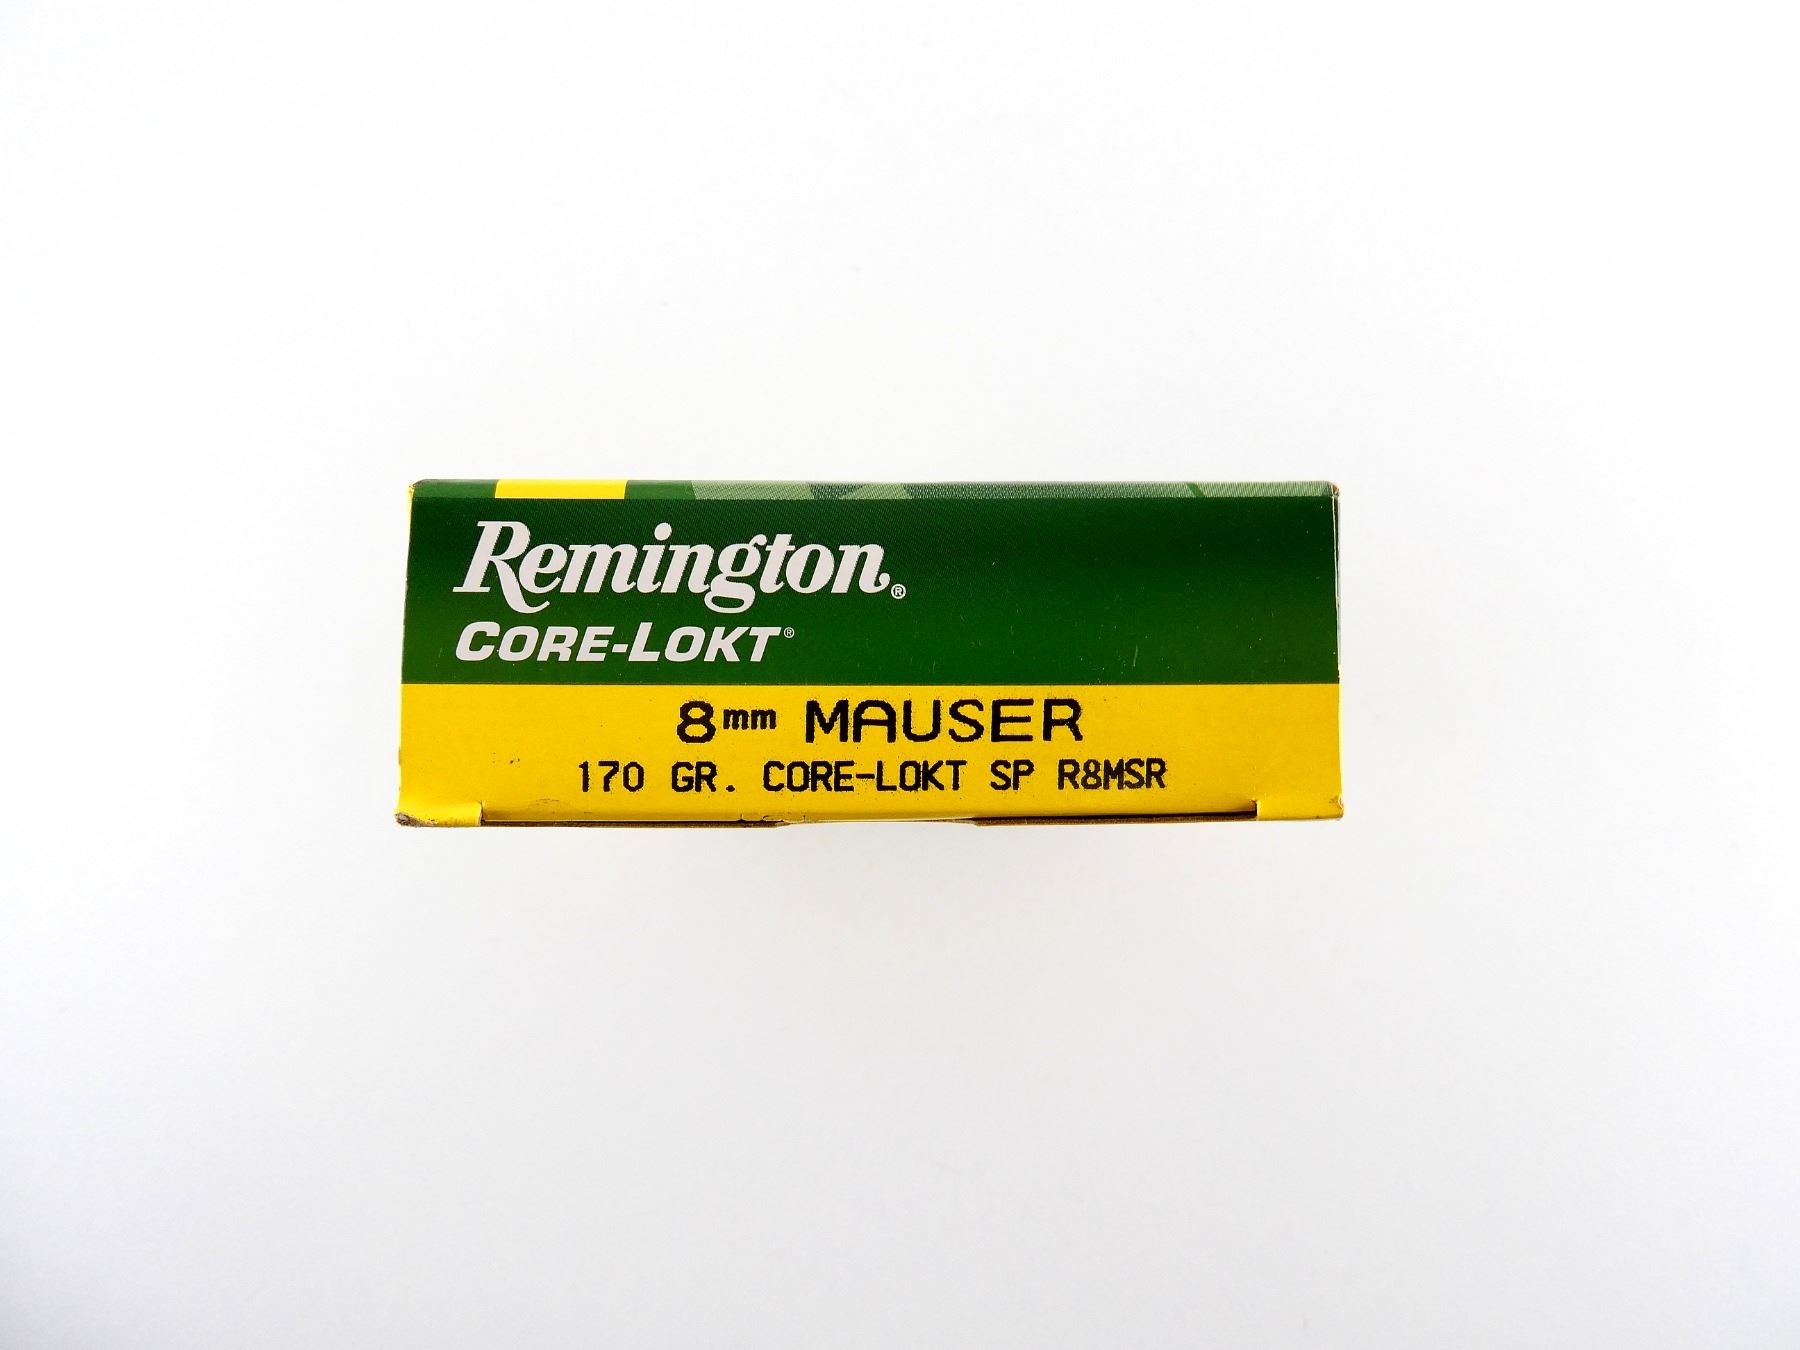 Remington®
CORE-LOKT®
8mm MAUSER
170 GR. CORE-LOKT SP R8MSR